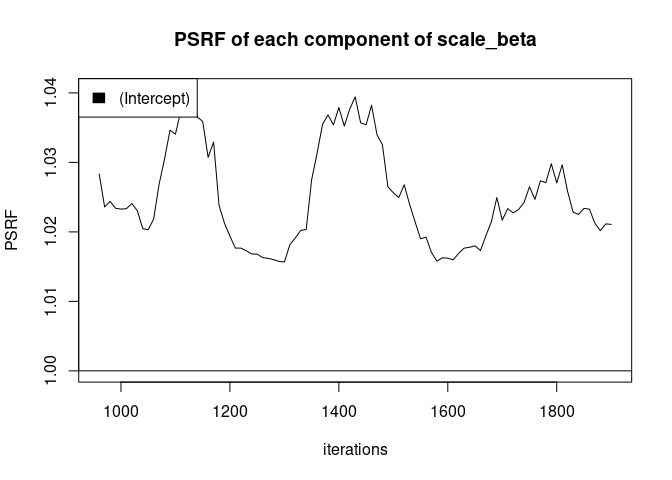 PSRF of each component of scale_beta
(Intercept)
PSRF
1.04
1.03
1.02
1.01
1.00
1000 1200 1400 1600 1800
iterations